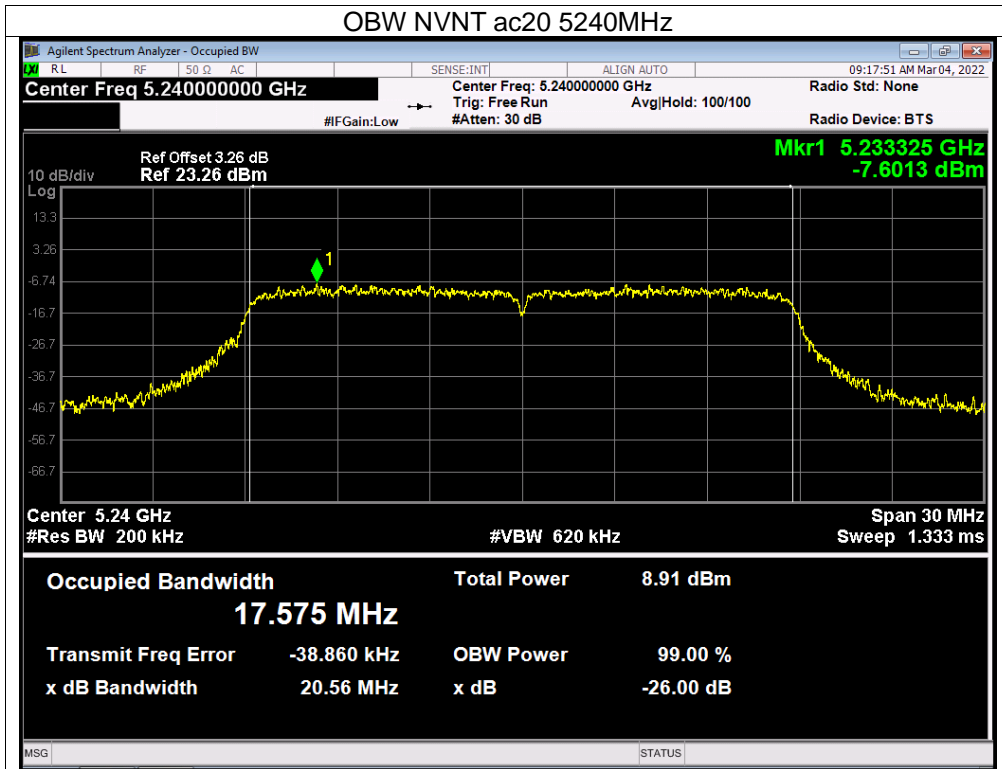 OBW NVNT ac20 5240MHz
Agilent Spectrum Analyzer - Occupied BW
LXI RL RF 50 Ω AC SENSE:INT ALIGN AUTO 09:17:51 AM Mar 04, 2022
Center Freq 5.240000000 GHz Center Freq: 5.240000000 GHz Radio Std: None
Trig: Free Run Avg|Hold: 100/100
#IFGain:Low #Atten: 30 dB Radio Device: BTS
Ref Offset 3.26 dB Mkr1 5.233325 GHz
10 dB/div Ref 23.26 dBm -7.6013 dBm
Log
13.3
3.26
1
-6.74
-16.7
-26.7
-36.7
-46.7
-56.7
-66.7
Center 5.24 GHz Span 30 MHz
#Res BW 200 kHz #VBW 620 kHz Sweep 1.333 ms
Occupied Bandwidth Total Power 8.91 dBm
17.575 MHz
Transmit Freq Error -38.860 kHz OBW Power 99.00 %
x dB Bandwidth 20.56 MHz x dB -26.00 dB
MSG STATUS